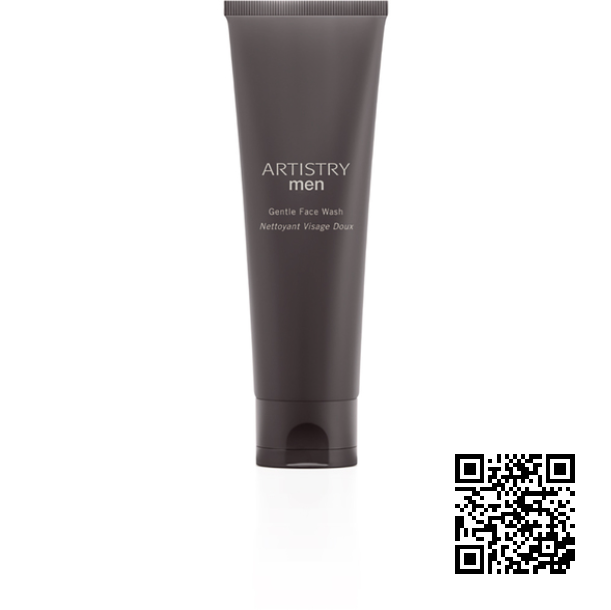 ARTISTRY
men
Gentle Face Wash
Nettoyant Visage Doux